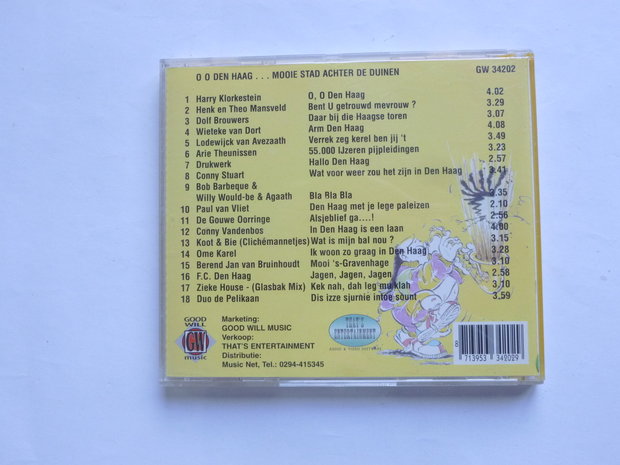 O O DEN HAAG . . . MOOIE STAD ACHTER DE DUINEN GW 34202
1 Harry Klorkestein O, O Den Haag 4.02
2 Henk en Theo Mansveld Bent U getrouwd mevrouw ? 3.29
3 Dolf Brouwers Daar bij die Haagse toren 3.07
4 Wieteke van Dort Arm Den Haag 4.08
5 Lodewijck van Avezaath Verrek zeg kerel ben jij 't 3.49
6 Arie Theunissen 55.000 IJzeren pijpleidingen 3.23
7 Drukwerk Hallo Den Haag 2.57
8 Conny Stuart Wat voor weer zou het zijn in Den Haag 3.41
9 Bob Barbeque &
Willy Would-be & Agaath Bla Bla Bla 3.35
10 Paul van Vliet Den Haag met je lege paleizen 2.10
11 De Gouwe Oorringe Alsjeblief ga....! 2.56
12 Conny Vandenbos In Den Haag is een laan 4.00
13 Koot & Bie (Clichémannetjes) Wat is mijn bal nou ? 3.15
14 Ome Karel Ik woon zo graag in Den Haag 3.28
15 Berend Jan van Bruinhoudt Mooi 's-Gravenhage 3.10
16 F.C. Den Haag Jagen, Jagen, Jagen 2.58
17 Zieke House - (Glasbak Mix) Kek nah, dah leg mu klah 3.10
18 Duo de Pelikaan Dis izze sjurnie intoe sount 3.59
GOOD WILL
GW
music
Marketing:
GOOD WILL MUSIC
Verkoop:
THAT'S ENTERTAINMENT
Distributie:
Music Net, Tel.: 0294-415345
THAT'S
ENTERTAINMENT
AUDIO & VIDEO
8 713953 342029